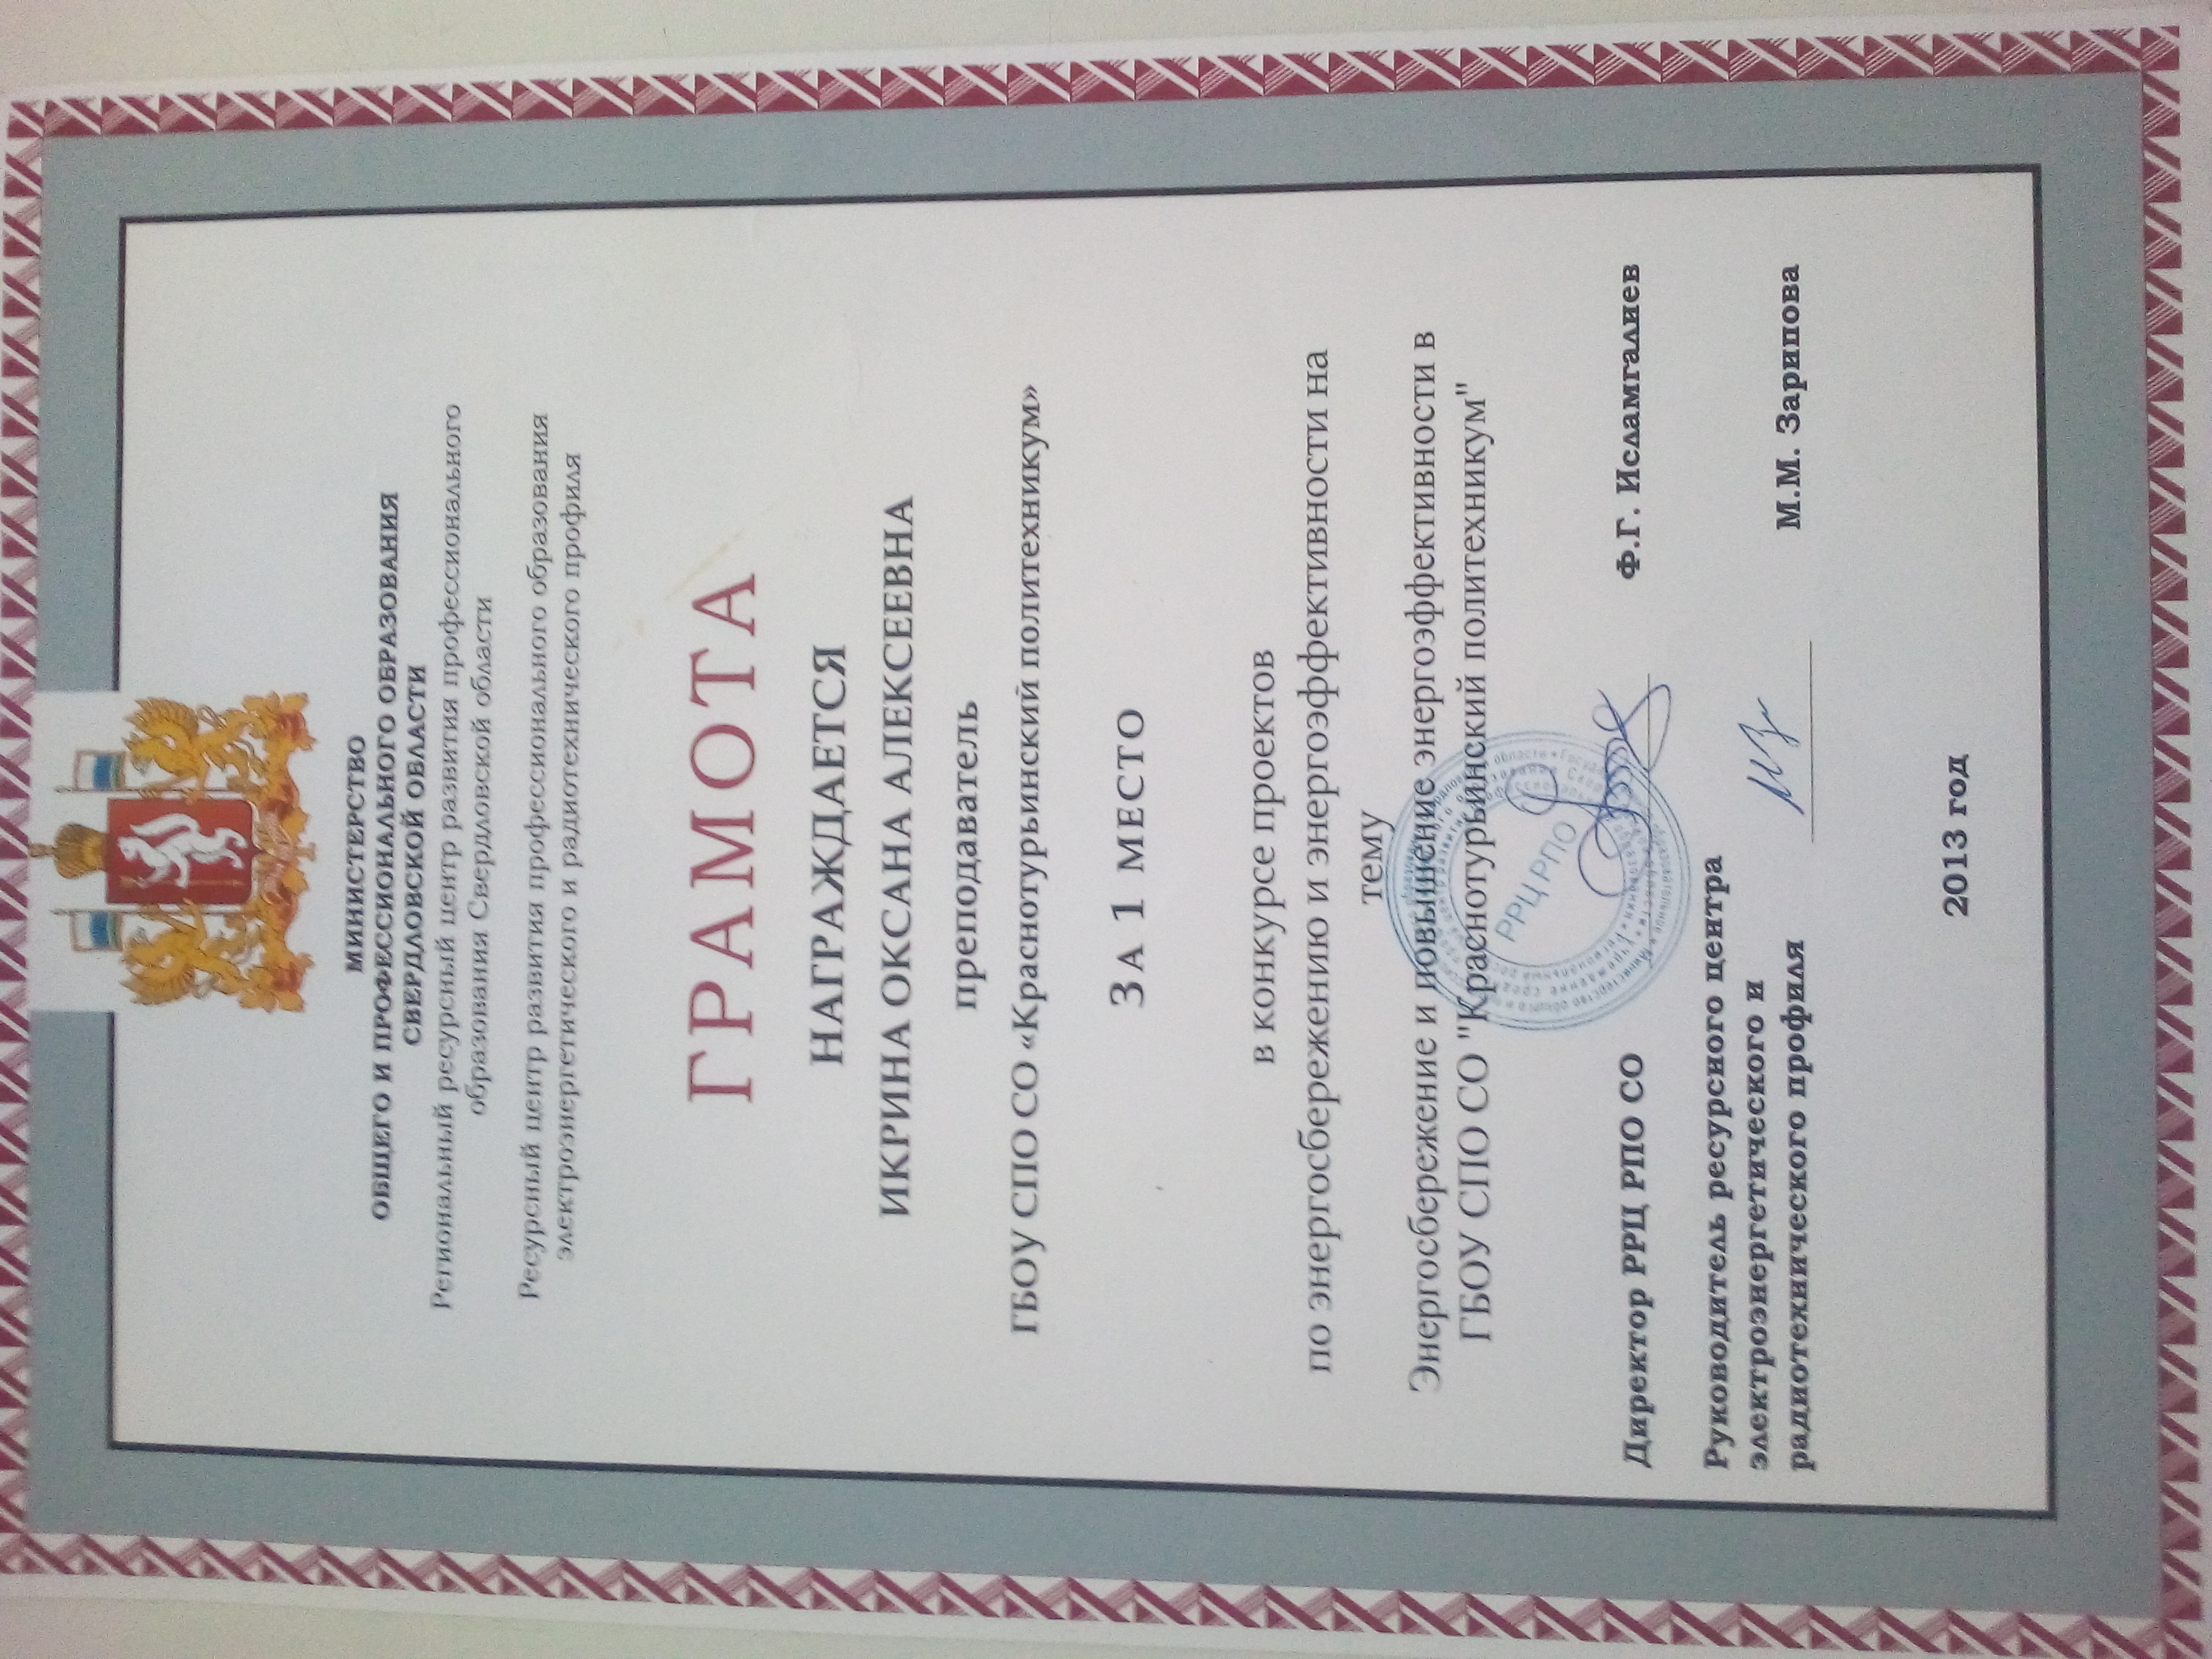 МИНИСТЕРСТВО
ОБЩЕГО И ПРОФЕССИОНАЛЬНОГО ОБРАЗОВАНИЯ
СВЕРДЛОВСКОЙ ОБЛАСТИ
Региональный ресурсный центр развития профессионального
образования Свердловской области
Ресурсный центр развития профессионального образования
электроэнергетического и радиотехнического профиля
ГРАМОТА
НАГРАЖДАЕТСЯ
ИКРИНА ОКСАНА АЛЕКСЕЕВНА
преподаватель
ГБОУ СПО СО «Краснотурьинский политехникум»
ЗА 1 МЕСТО
в конкурсе проектов
по энергосбережению и энергоэффективности на
тему
Энергосбережение и повышение энергоэффективности в
ГБОУ СПО СО "Краснотурьинский политехникум"
РРЦ РПО
Директор РРЦ РПО СО Ф.Г. Исламгалиев
Руководитель ресурсного центра
электроэнергетического и
радиотехнического профиля М.М. Зарипова
2013 год